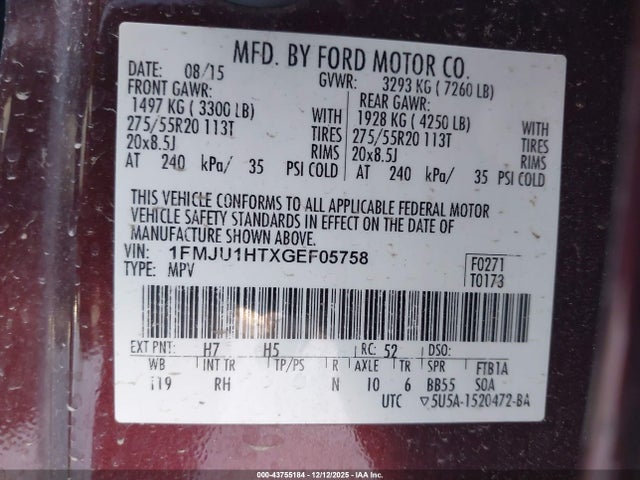 MFD. BY FORD MOTOR CO.
DATE: 08/15 GVWR: 3293 KG ( 7260 LB)
FRONT GAWR: REAR GAWR:
1497 KG ( 3300 LB) WITH 1928 KG ( 4250 LB) WITH
275/55R20 113T TIRES 275/55R20 113T TIRES
20x8.5J RIMS 20x8.5J RIMS
AT 240 kPa/ 35 PSI COLD AT 240 kPa/ 35 PSI COLD
THIS VEHICLE CONFORMS TO ALL APPLICABLE FEDERAL MOTOR
VEHICLE SAFETY STANDARDS IN EFFECT ON THE DATE OF
MANUFACTURE SHOWN ABOVE.
VIN: 1FMJU1HTXGEF05758 F0271
TYPE: MPV T0173
EXT PNT: H7 H5 RC: 52 DSO:
WB INT TR TP/PS R AXLE TR SPR FTB1A
119 RH N 10 6 BB55 SOA
UTC ▽5U5A-1520472-BA
000-43755184 - 12/12/2025 - IAAI.com